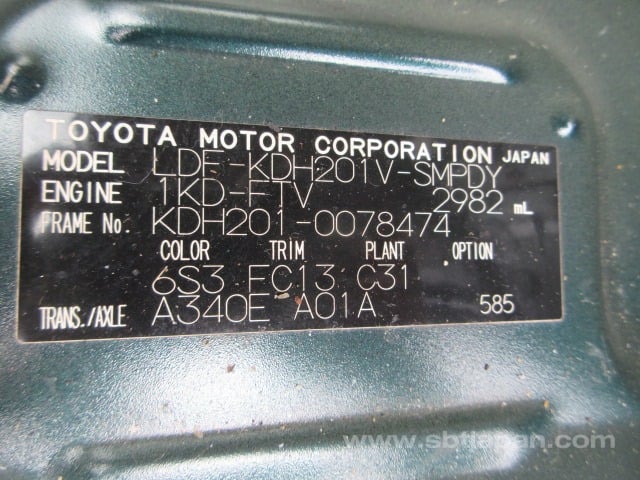 TOYOTA MOTOR CORPORATION JAPAN
MODEL LDF-KDH201V-SMPDY
ENGINE 1KD-FTV 2982 mL
FRAME No. KDH201-0078474
COLOR TRIM PLANT OPTION
6S3 FC13 C31
TRANS./AXLE A340E A01A 585
www.sbtjapan.com